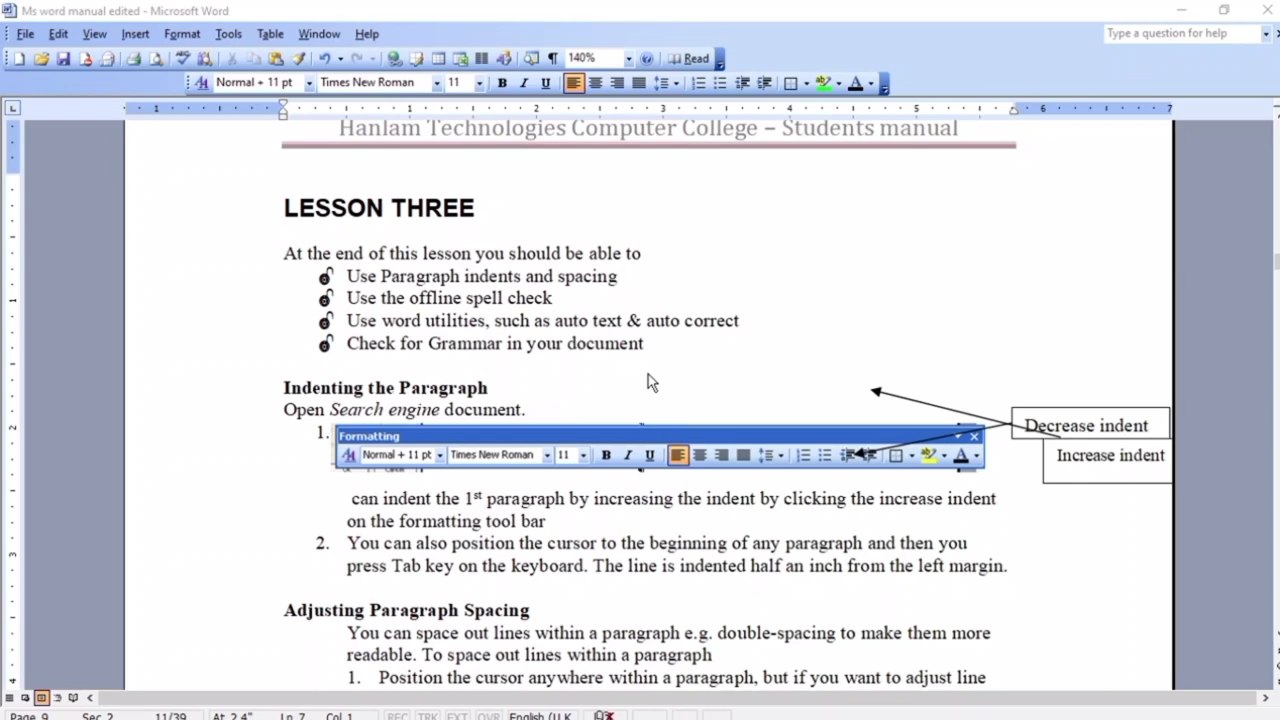 Ms word manual edited - Microsoft Word
File Edit View Insert Format Tools Table Window Help
Type a question for help
140% Read
Normal + 11 pt Times New Roman 11 B I U A
1 1 2 3 4 5 6 7
Hanlam Technologies Computer College – Students manual
LESSON THREE
At the end of this lesson you should be able to
Use Paragraph indents and spacing
Use the offline spell check
Use word utilities, such as auto text & auto correct
Check for Grammar in your document
Indenting the Paragraph
Open Search engine document.
1.
Formatting
Normal + 11 pt Times New Roman 11 B I U A
Decrease indent
Increase indent
can indent the 1st paragraph by increasing the indent by clicking the increase indent
on the formatting tool bar
2. You can also position the cursor to the beginning of any paragraph and then you
press Tab key on the keyboard. The line is indented half an inch from the left margin.
Adjusting Paragraph Spacing
You can space out lines within a paragraph e.g. double-spacing to make them more
readable. To space out lines within a paragraph
1. Position the cursor anywhere within a paragraph, but if you want to adjust line
Page 9 Sec 2 11/39 At 2.4" Ln 7 Col 1 REC TRK EXT OVR English (U.K